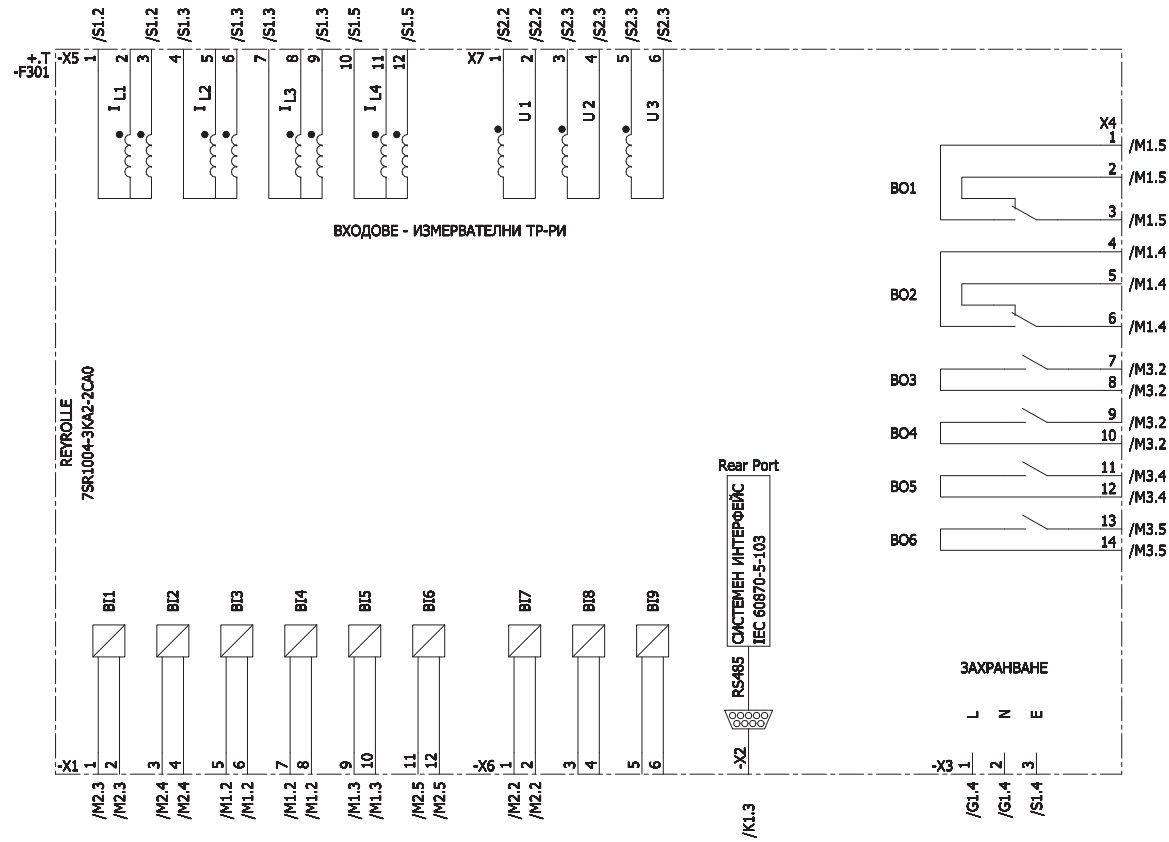 /S1.2 /S1.2 /S1.3 /S1.3 /S1.3 /S1.3 /S1.5 /S1.5 /S2.2 /S2.2 /S2.3 /S2.3 /S2.3 /S2.3
+.T
-F301
-X5 1 2 3 4 5 6 7 8 9 10 11 12
X7 1 2 3 4 5 6
I L1 I L2 I L3 I L4 U 1 U 2 U 3
ВХОДОВЕ - ИЗМЕРВАТЕЛНИ ТР-РИ
X4
1 /M1.5
2 /M1.5
BO1
3 /M1.5
4 /M1.4
5 /M1.4
BO2
6 /M1.4
7 /M3.2
BO3
8 /M3.2
9 /M3.2
BO4
10 /M3.2
11 /M3.4
BO5
12 /M3.4
13 /M3.5
BO6
14 /M3.5
REYROLLE
7SR1004-3KA2-2CA0
Rear Port
СИСТЕМЕН ИНТЕРФЕЙС
IEC 60870-5-103
RS485
-X2
/K1.3
BI1 BI2 BI3 BI4 BI5 BI6 BI7 BI8 BI9
-X1 1 2 3 4 5 6 7 8 9 10 11 12
-X6 1 2 3 4 5 6
/M2.3 /M2.3 /M2.4 /M2.4 /M1.2 /M1.2 /M1.2 /M1.2 /M1.3 /M1.3 /M2.5 /M2.5 /M2.2 /M2.2
ЗАХРАНВАНЕ
L N E
-X3 1 2 3
/G1.4 /G1.4 /S1.4